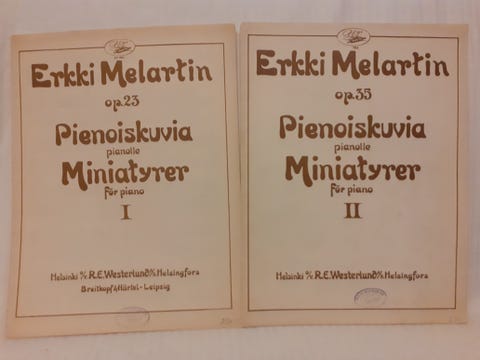 Erkki Melartin
op.23
Pienoiskuvia
pianolle
Miniatyrer
för piano
I
Helsinki A/B. R.E. Westerlund O/Y. Helsingfors
Breitkopf & Härtel - Leipzig
Erkki Melartin
op.35
Pienoiskuvia
pianolle
Miniatyrer
för piano
II
Helsinki A/B. R.E. Westerlund O/Y. Helsingfors